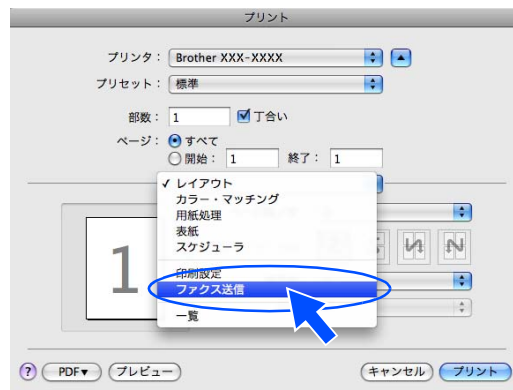 プリント
プリンタ： Brother XXX-XXXX
プリセット： 標準
部数： 1 丁合い
ページ： すべて
開始： 1 終了： 1
✓ レイアウト
カラー・マッチング
用紙処理
表紙
スケジューラ
印刷設定
ファクス送信
一覧
1
? PDF▼ プレビュー キャンセル プリント